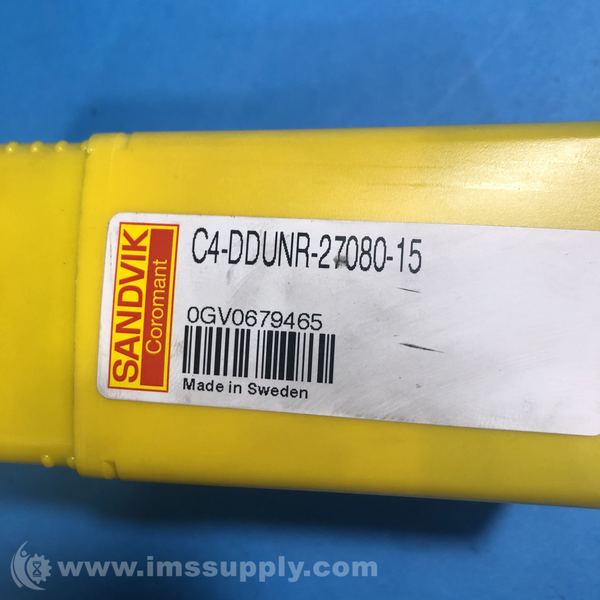 SANDVIK
Coromant
C4-DDUNR-27080-15
0GV0679465
Made in Sweden
www.imssupply.com